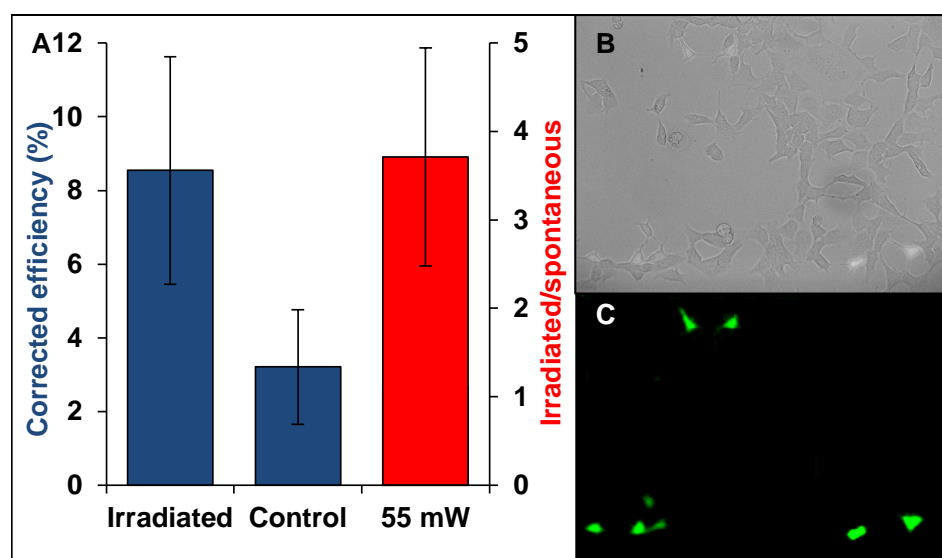 A
12
10
8
6
4
2
0
Corrected efficiency (%)
Irradiated
Control
55 mW
5
4
3
2
1
0
Irradiated/spontaneous
B
C